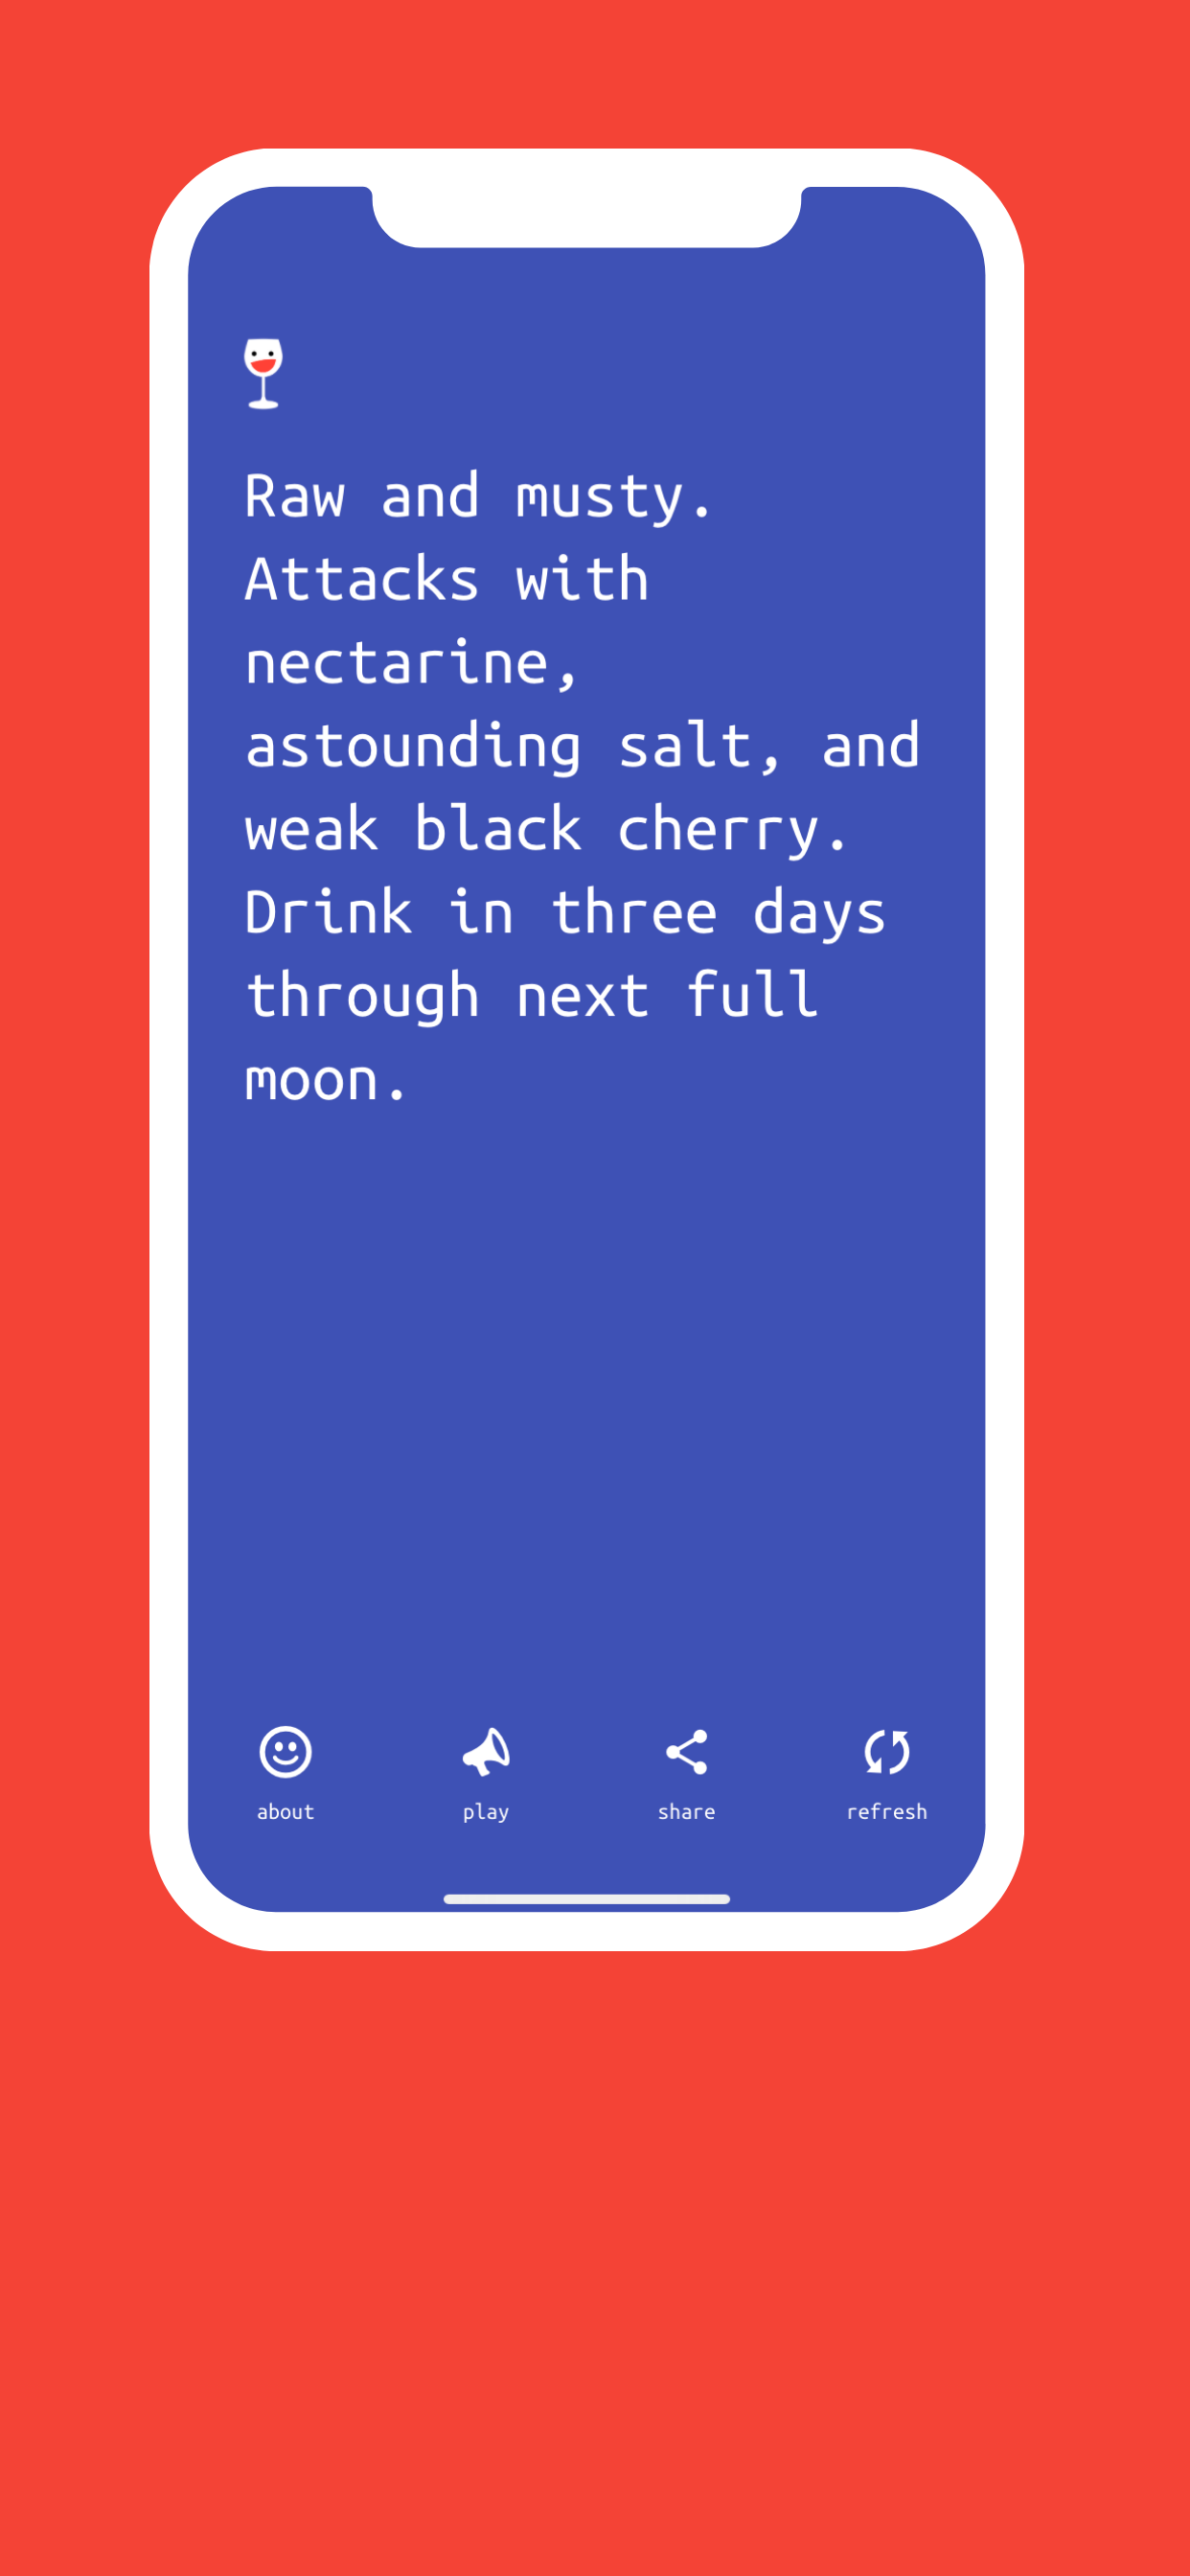 Raw and musty.
Attacks with
nectarine,
astounding salt, and
weak black cherry.
Drink in three days
through next full
moon.
about
play
share
refresh